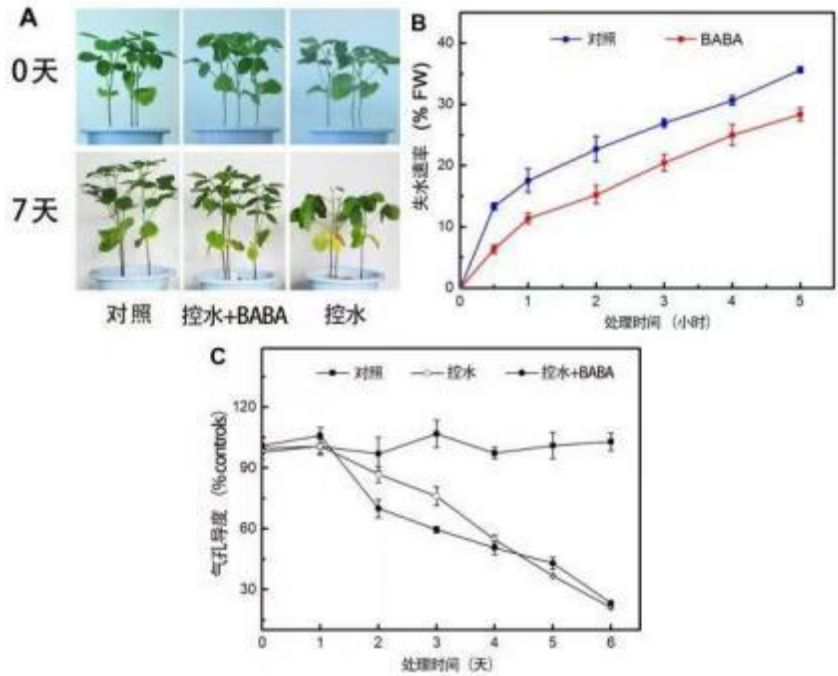 A
0天
7天
对照 控水+BABA 控水
B
对照 BABA
失水速率 (% FW)
40
30
20
10
0
0 1 2 3 4 5
处理时间 (小时)
C
对照 控水 控水+BABA
气孔导度 (%controls)
120
90
60
30
0 1 2 3 4 5 6
处理时间 (天)